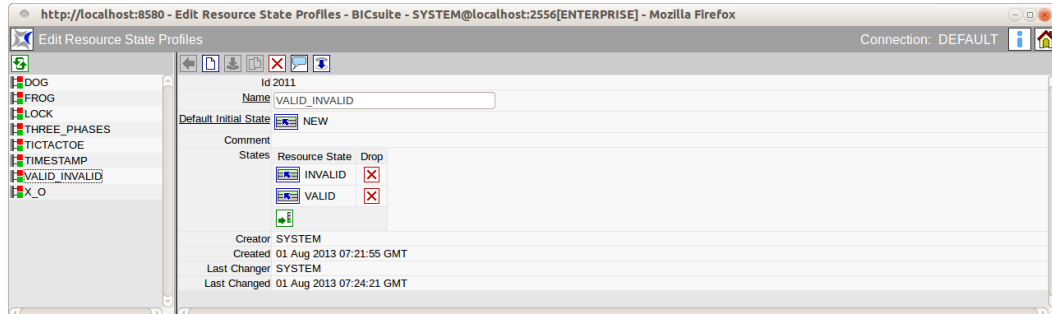 http://localhost:8580 - Edit Resource State Profiles - BICsuite - SYSTEM@localhost:2556[ENTERPRISE] - Mozilla Firefox
Edit Resource State Profiles Connection: DEFAULT
DOG
FROG
LOCK
THREE_PHASES
TICTACTOE
TIMESTAMP
VALID_INVALID
X_O
Id 2011
Name VALID_INVALID
Default Initial State NEW
Comment
States Resource State Drop
INVALID
VALID
Creator SYSTEM
Created 01 Aug 2013 07:21:55 GMT
Last Changer SYSTEM
Last Changed 01 Aug 2013 07:24:21 GMT